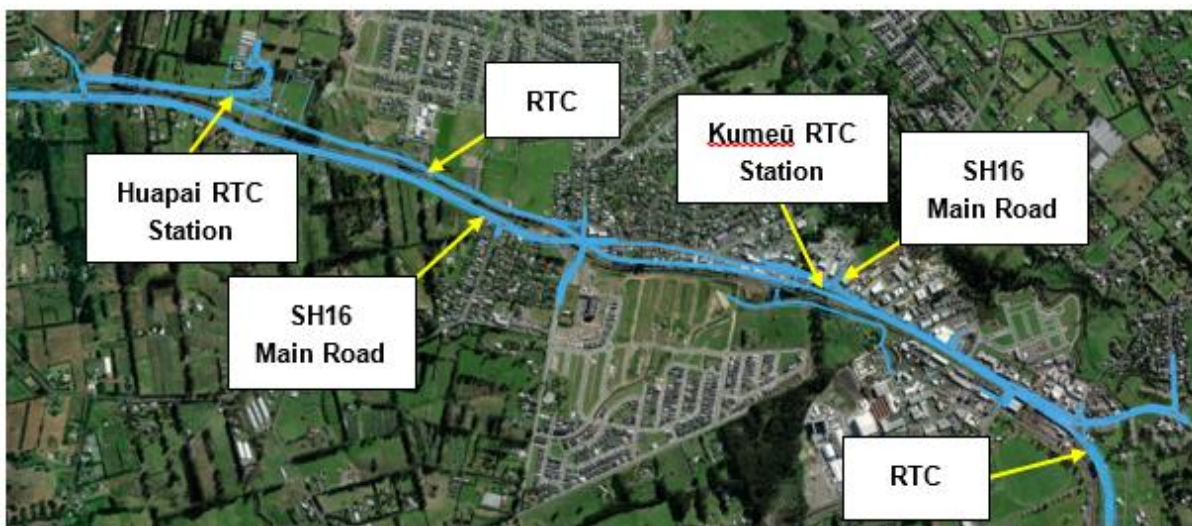 RTC
Kumeū RTC
Station
SH16
Main Road
Huapai RTC
Station
SH16
Main Road
RTC